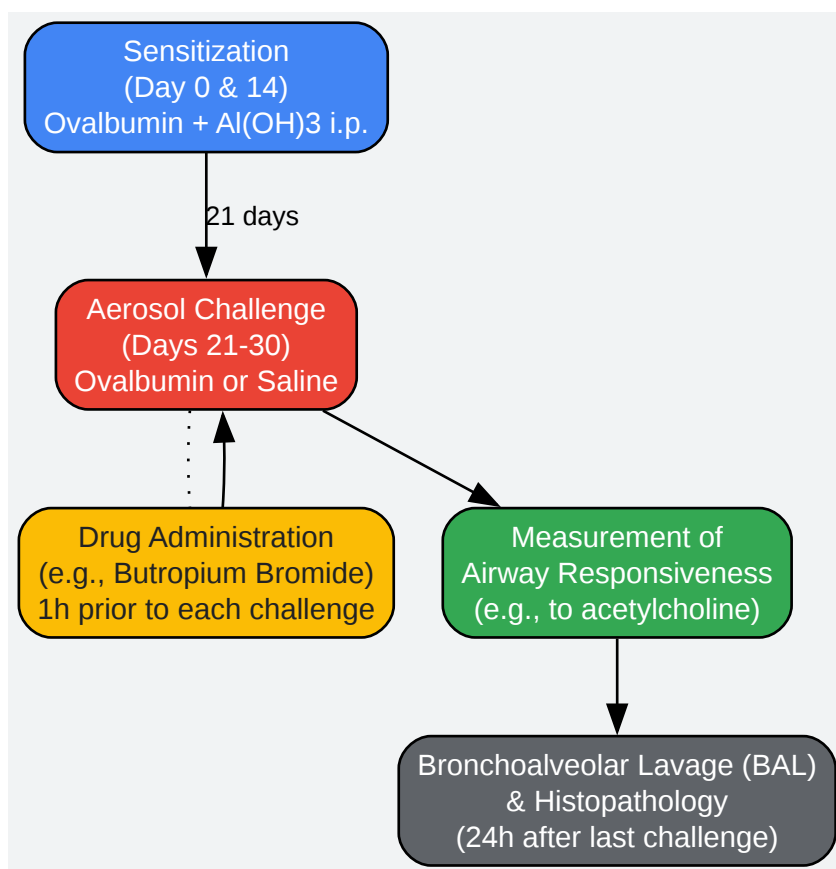 Sensitization
(Day 0 & 14)
Ovalbumin + Al(OH)3 i.p.
21 days
Aerosol Challenge
(Days 21-30)
Ovalbumin or Saline
Drug Administration
(e.g., Butropium Bromide)
1h prior to each challenge
Measurement of
Airway Responsiveness
(e.g., to acetylcholine)
Bronchoalveolar Lavage (BAL)
& Histopathology
(24h after last challenge)